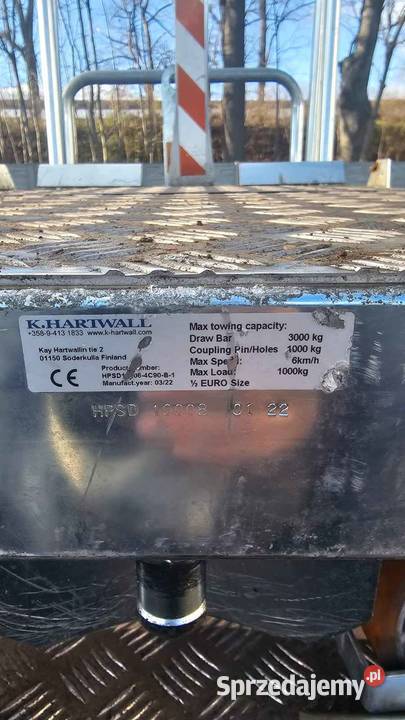 K.HARTWALL
+358-9-413 1833 www.k-hartwall.com
Kay Hartwallin tie 2
01150 Söderkulla Finland
Product number:
Manufact.year: 03/22
CE
Max towing capacity:
Draw Bar 3000 kg
Coupling Pin/Holes 1000 kg
Max Speed: 6km/h
Max Load: 1000kg
½ EURO Size
HPSD 10008 01 22
Sprzedajemy.pl